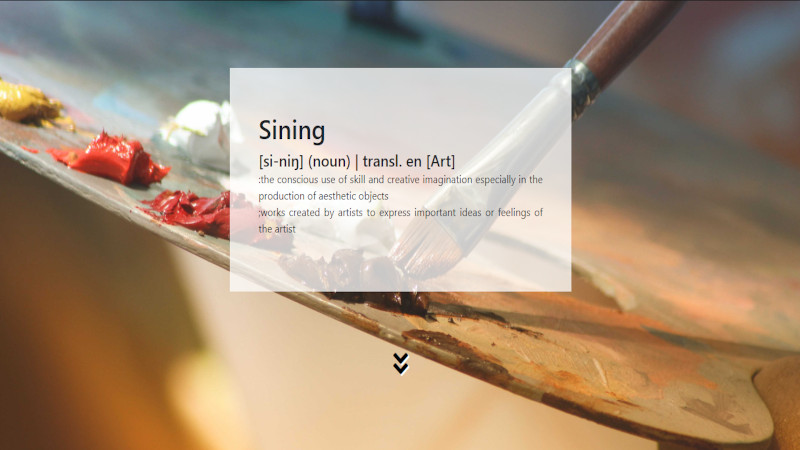 Sining
[si-niŋ] (noun) | transl. en [Art]
:the conscious use of skill and creative imagination especially in the
production of aesthetic objects
:works created by artists to express important ideas or feelings of
the artist